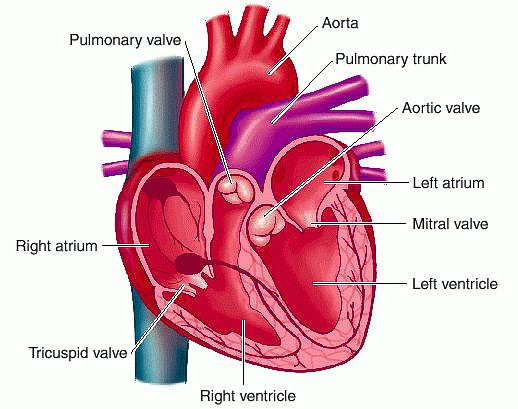 Aorta
Pulmonary valve
Pulmonary trunk
Aortic valve
Left atrium
Mitral valve
Right atrium
Left ventricle
Tricuspid valve
Right ventricle